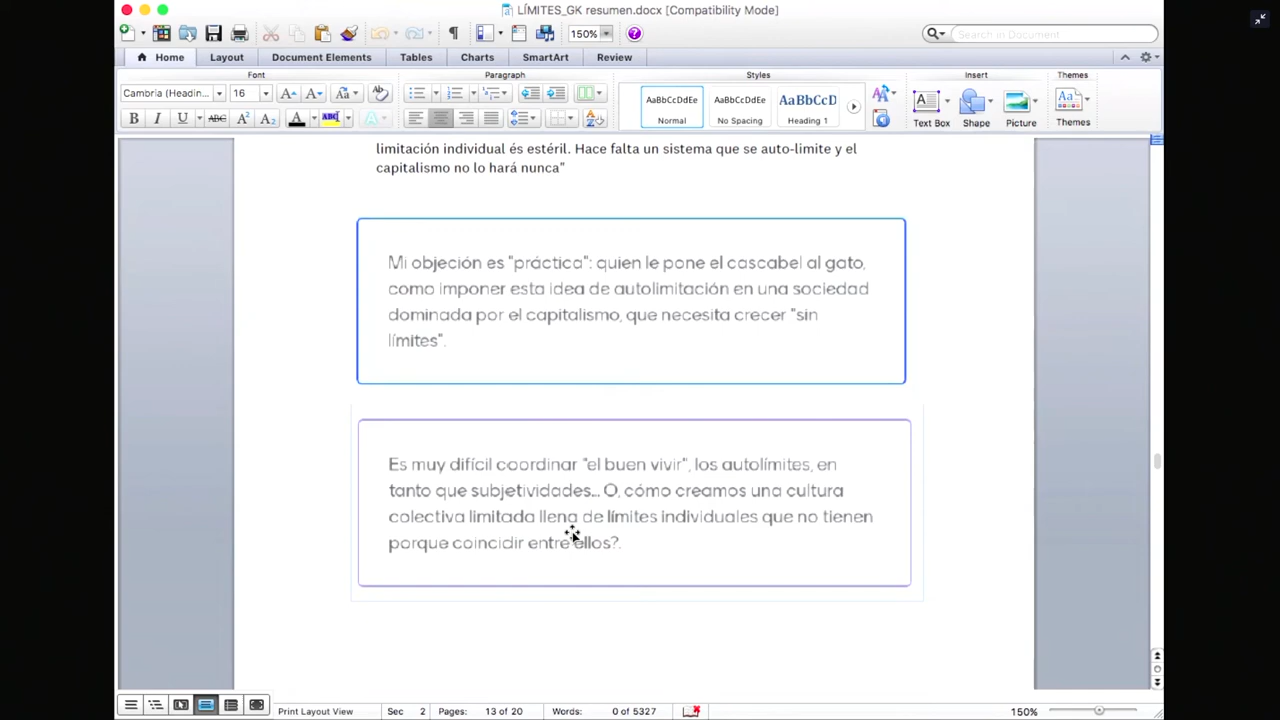 LÍMITES_GK resumen.docx [Compatibility Mode]
150%
Search in Document
Home Layout Document Elements Tables Charts SmartArt Review
Font Paragraph Styles Insert Themes
Cambria (Headin... 16
AaBbCcDdEe AaBbCcDdEe AaBbCcD
Normal No Spacing Heading 1 Text Box Shape Picture Themes
limitación individual és estéril. Hace falta un sistema que se auto-limite y el
capitalismo no lo hará nunca"
Mi objeción es "práctica": quien le pone el cascabel al gato,
como imponer esta idea de autolimitación en una sociedad
dominada por el capitalismo, que necesita crecer "sin
límites".
Es muy difícil coordinar "el buen vivir", los autolímites, en
tanto que subjetividades... O, cómo creamos una cultura
colectiva limitada llena de límites individuales que no tienen
porque coincidir entre ellos?.
Print Layout View Sec 2 Pages: 13 of 20 Words: 0 of 5327 150%